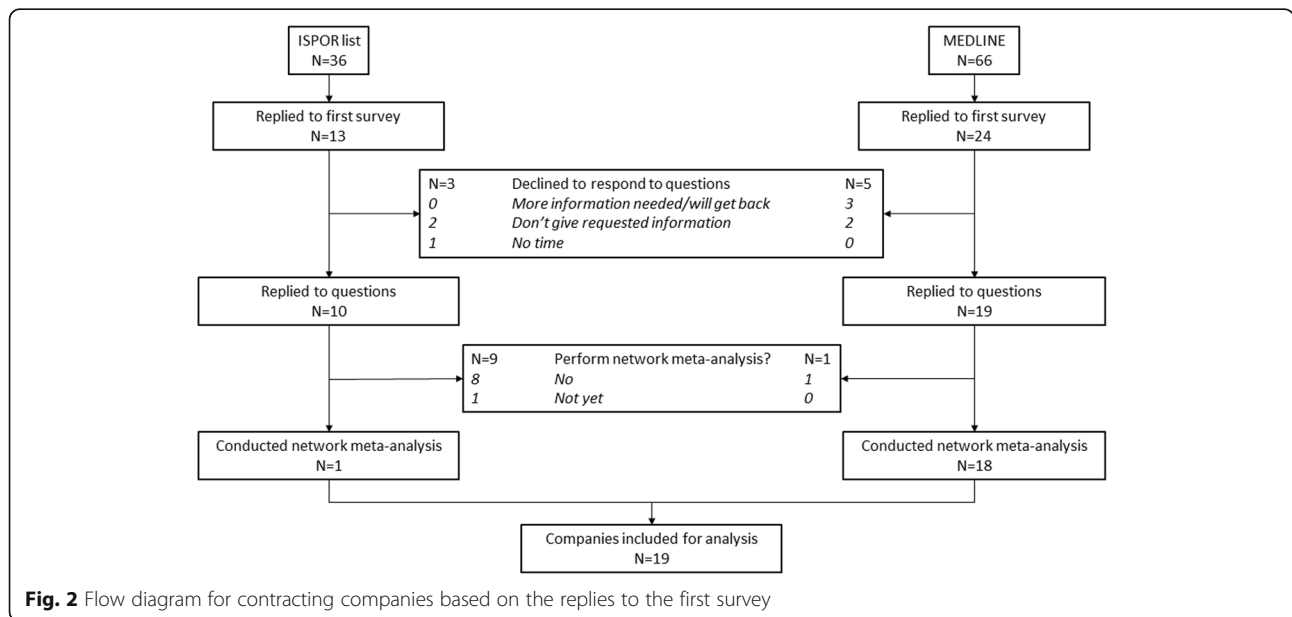 ISPOR list
N=36
MEDLINE
N=66
Replied to first survey
N=13
Replied to first survey
N=24
N=3 Declined to respond to questions N=5
0 More information needed/will get back 3
2 Don't give requested information 2
1 No time 0
Replied to questions
N=10
Replied to questions
N=19
N=9 Perform network meta-analysis? N=1
8 No 1
1 Not yet 0
Conducted network meta-analysis
N=1
Conducted network meta-analysis
N=18
Companies included for analysis
N=19
Fig. 2 Flow diagram for contracting companies based on the replies to the first survey